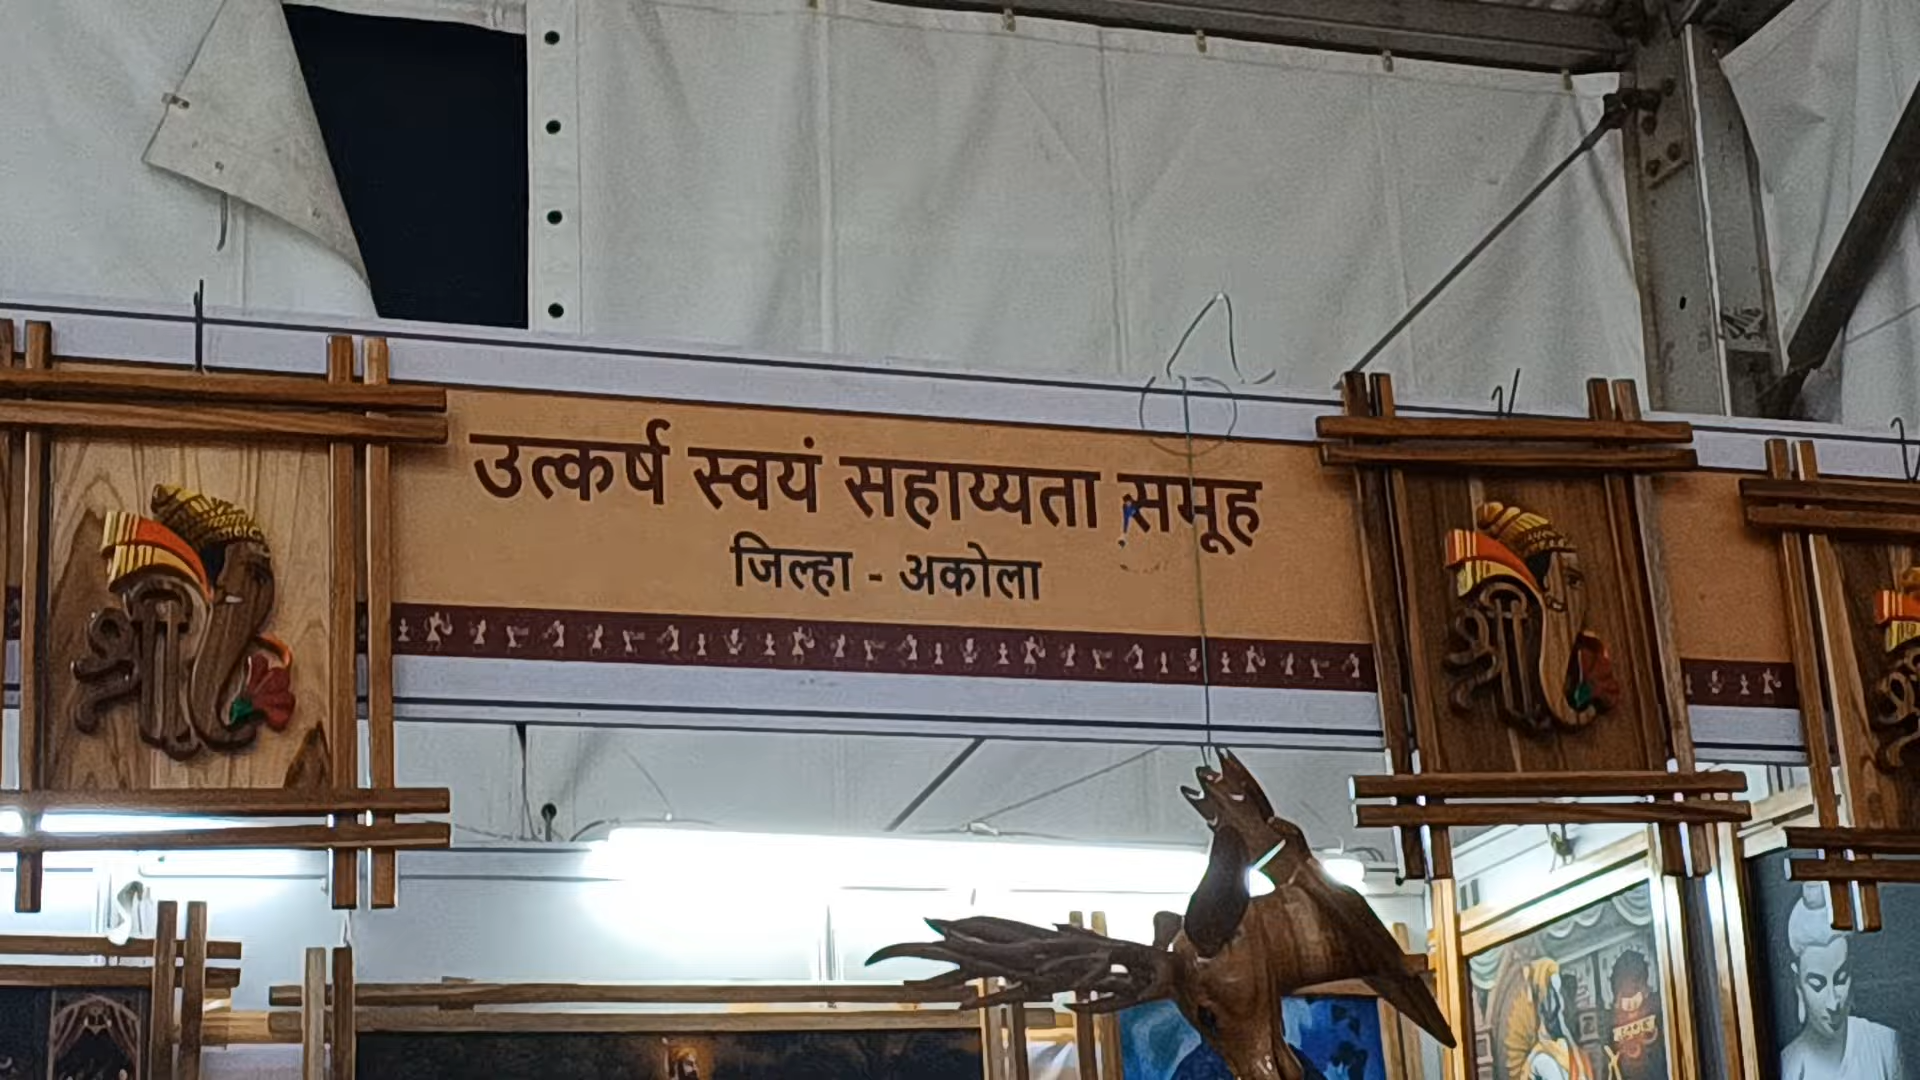 उत्कर्ष स्वयं सहाय्यता समूह
जिल्हा - अकोला
श्री
श्री